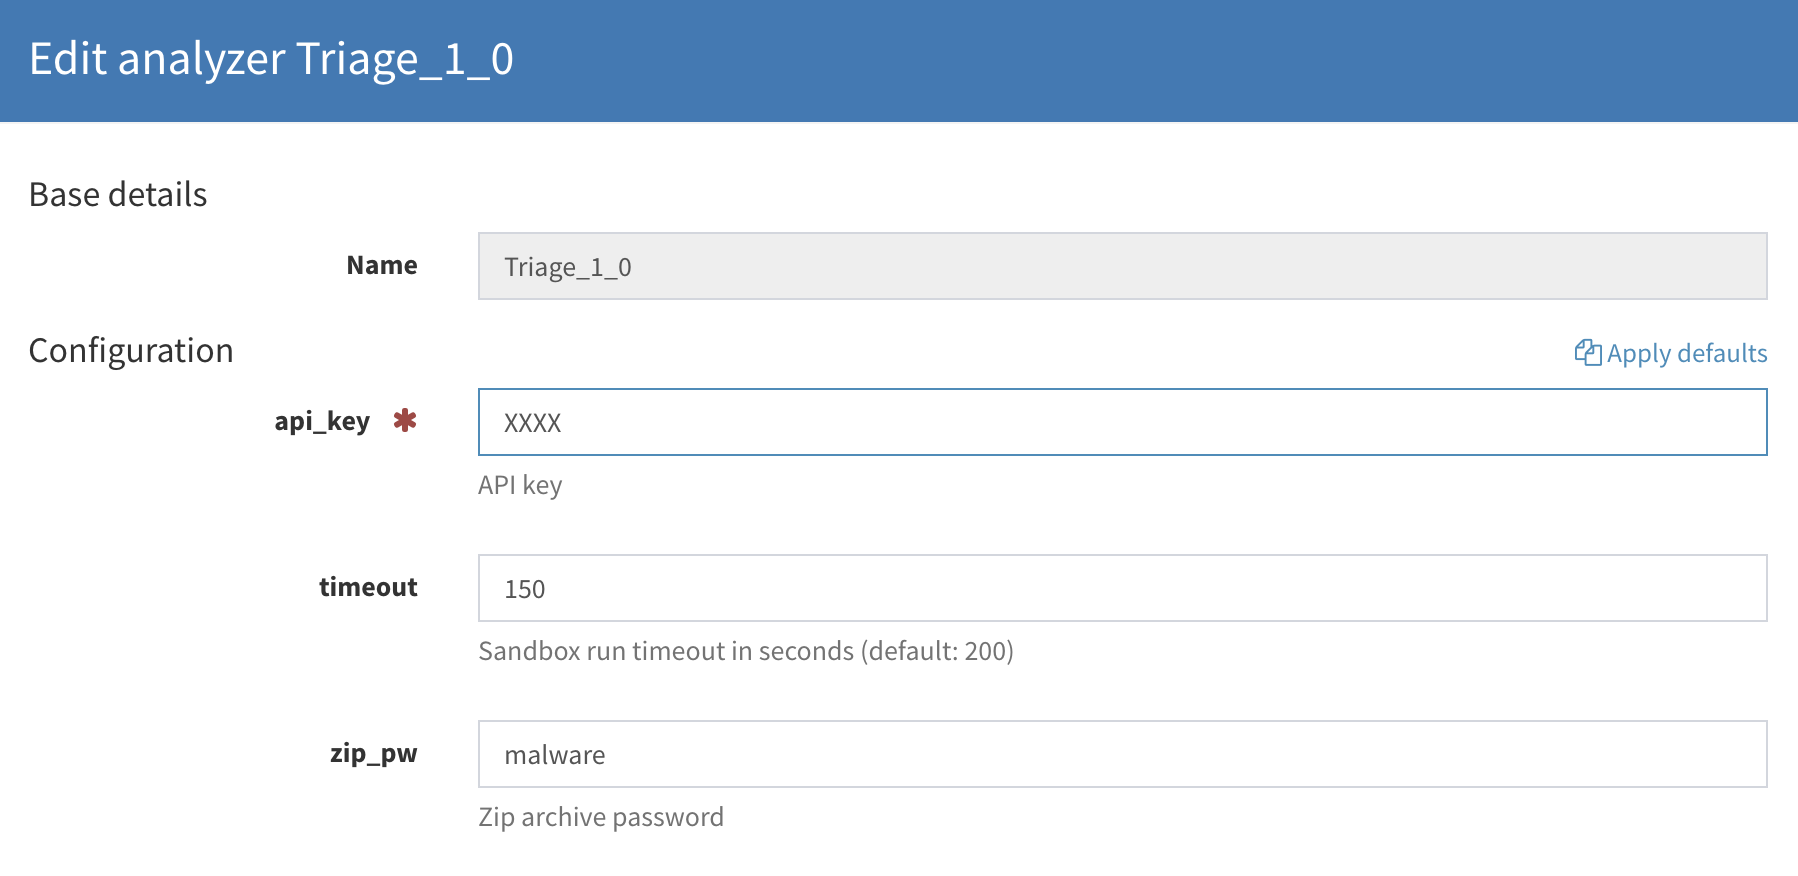 Edit analyzer Triage_1_0
Base details
Name
Triage_1_0
Configuration
Apply defaults
api_key *
XXXX
API key
timeout
150
Sandbox run timeout in seconds (default: 200)
zip_pw
malware
Zip archive password